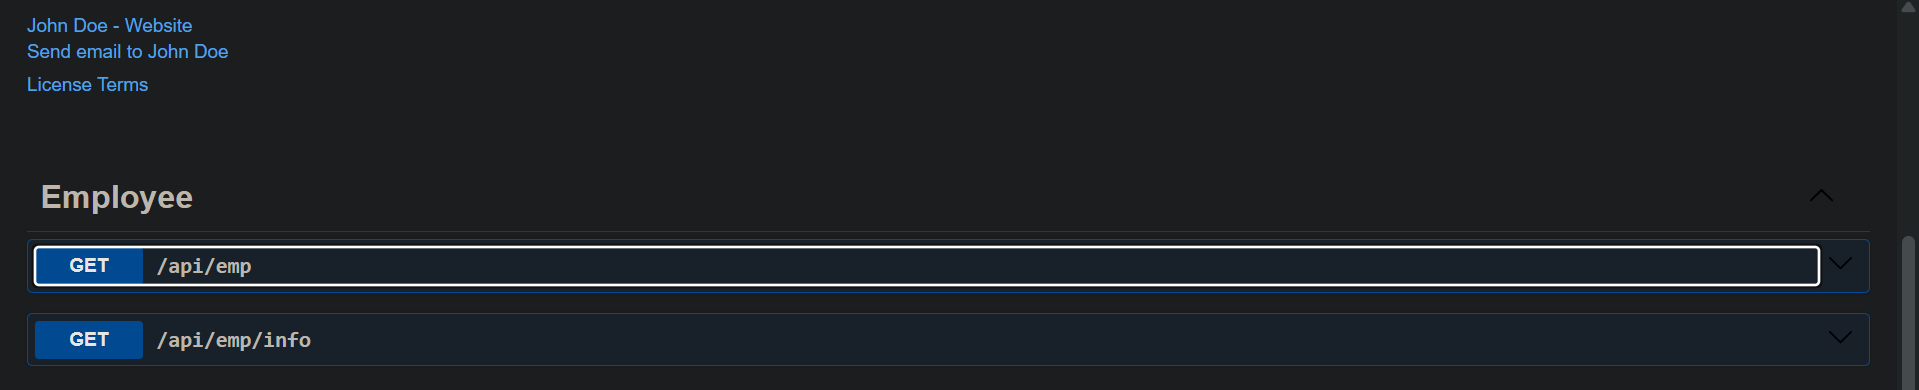 John Doe - Website
Send email to John Doe
License Terms
Employee
GET /api/emp
GET /api/emp/info